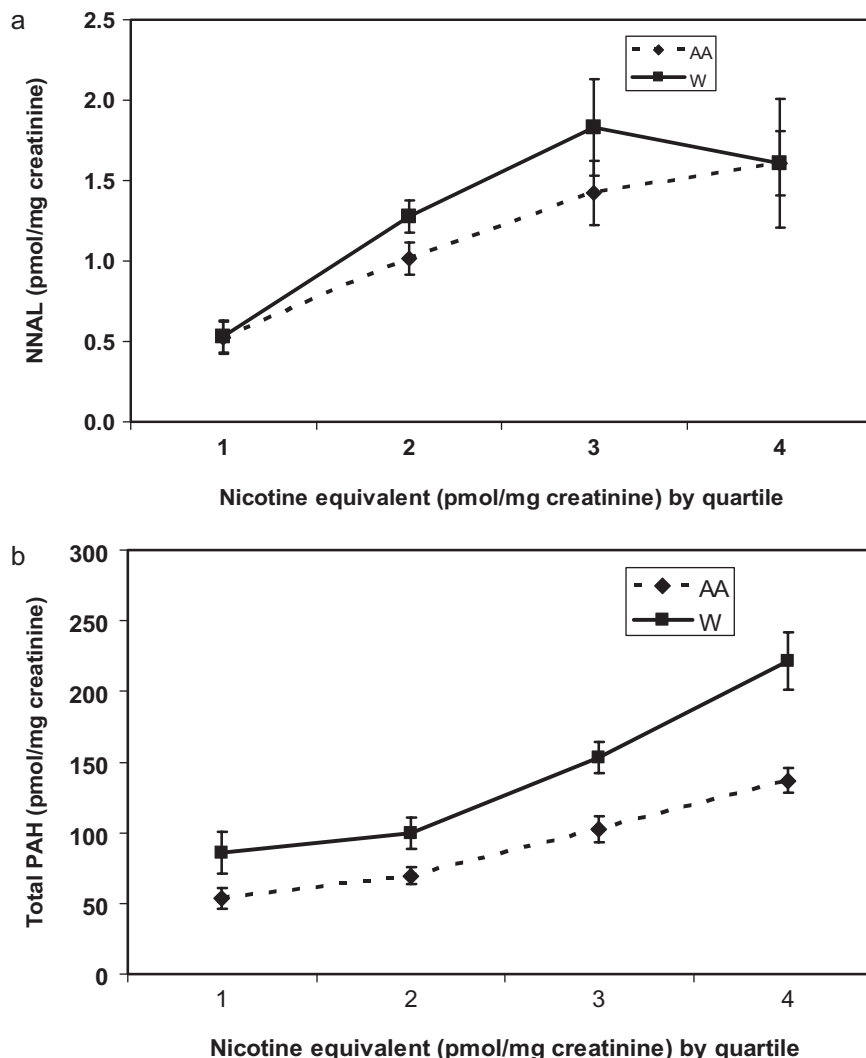 a
2.5
2.0
1.5
1.0
0.5
0.0
NNAL (pmol/mg creatinine)
AA
W
1 2 3 4
Nicotine equivalent (pmol/mg creatinine) by quartile
b
300
250
200
150
100
50
0
Total PAH (pmol/mg creatinine)
AA
W
1 2 3 4
Nicotine equivalent (pmol/mg creatinine) by quartile